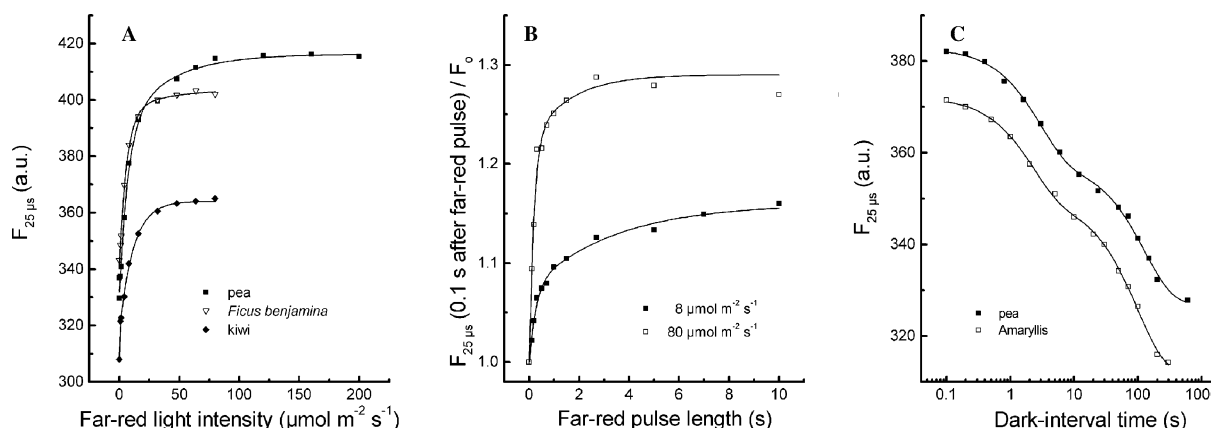 A
F25 µs (a.u.)
420
400
380
360
340
320
300
pea
Ficus benjamina
kiwi
0
50
100
150
200
Far-red light intensity (µmol m-2 s-1)
B
F25 µs (0.1 s after far-red pulse) / Fo
1.3
1.2
1.1
1.0
8 µmol m-2 s-1
80 µmol m-2 s-1
0
2
4
6
8
10
Far-red pulse length (s)
C
F25 µs (a.u.)
380
360
340
320
pea
Amaryllis
0.1
1
10
100
1000
Dark-interval time (s)